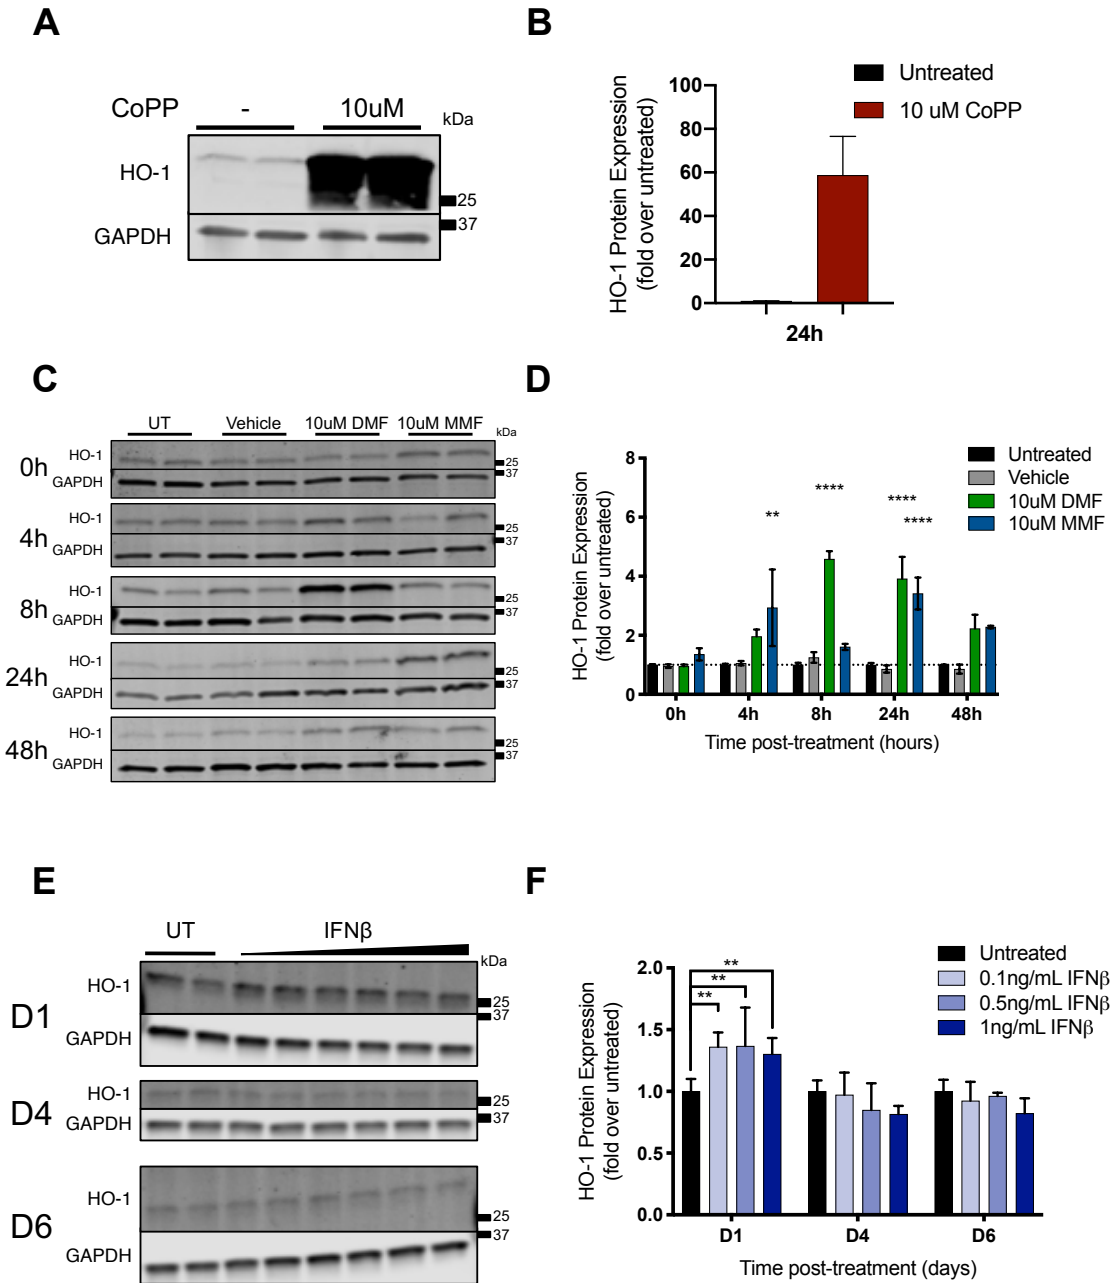 A
CoPP - 10uM kDa
HO-1
25
37
GAPDH
B
Untreated
10 uM CoPP
HO-1 Protein Expression
(fold over untreated)
100
80
60
40
20
0
24h
C
UT Vehicle 10uM DMF 10uM MMF
kDa
0h
HO-1
25
37
GAPDH
4h
HO-1
25
37
GAPDH
8h
HO-1
25
37
GAPDH
24h
HO-1
25
37
GAPDH
48h
HO-1
25
37
GAPDH
D
Untreated
Vehicle
10uM DMF
10uM MMF
HO-1 Protein Expression
(fold over untreated)
8
6
4
2
0
**
****
****
****
0h 4h 8h 24h 48h
Time post-treatment (hours)
E
UT IFNβ
kDa
D1
HO-1
25
37
GAPDH
D4
HO-1
25
37
GAPDH
D6
HO-1
25
37
GAPDH
F
Untreated
0.1ng/mL IFNβ
0.5ng/mL IFNβ
1ng/mL IFNβ
HO-1 Protein Expression
(fold over untreated)
2.0
1.5
1.0
0.5
0.0
**
**
**
D1 D4 D6
Time post-treatment (days)